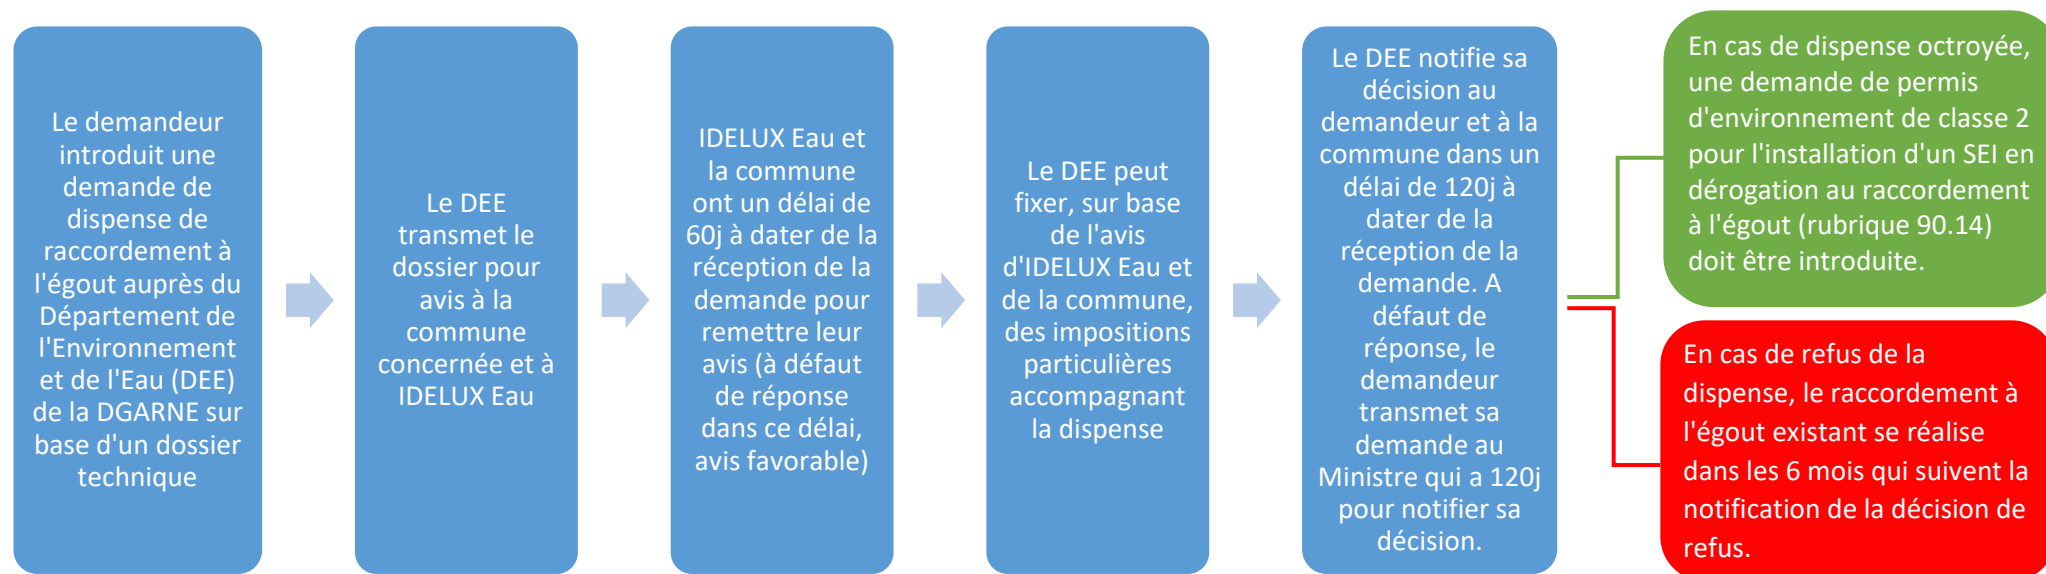 Le demandeur
introduit une
demande de
dispense de
raccordement à
l'égout auprès du
Département de
l'Environnement
et de l'Eau (DEE)
de la DGARNE sur
base d'un dossier
technique
Le DEE
transmet le
dossier pour
avis à la
commune
concernée et à
IDELUX Eau
IDELUX Eau et
la commune
ont un délai de
60j à dater de la
réception de la
demande pour
remettre leur
avis (à défaut
de réponse
dans ce délai,
avis favorable)
Le DEE peut
fixer, sur base
de l'avis
d'IDELUX Eau et
de la commune,
des impositions
particulières
accompagnant
la dispense
Le DEE notifie sa
décision au
demandeur et à la
commune dans un
délai de 120j à
dater de la
réception de la
demande. A
défaut de
réponse, le
demandeur
transmet sa
demande au
Ministre qui a 120j
pour notifier sa
décision.
En cas de dispense octroyée,
une demande de permis
d'environnement de classe 2
pour l'installation d'un SEI en
dérogation au raccordement
à l'égout (rubrique 90.14)
doit être introduite.
En cas de refus de la
dispense, le raccordement à
l'égout existant se réalise
dans les 6 mois qui suivent la
notification de la décision de
refus.